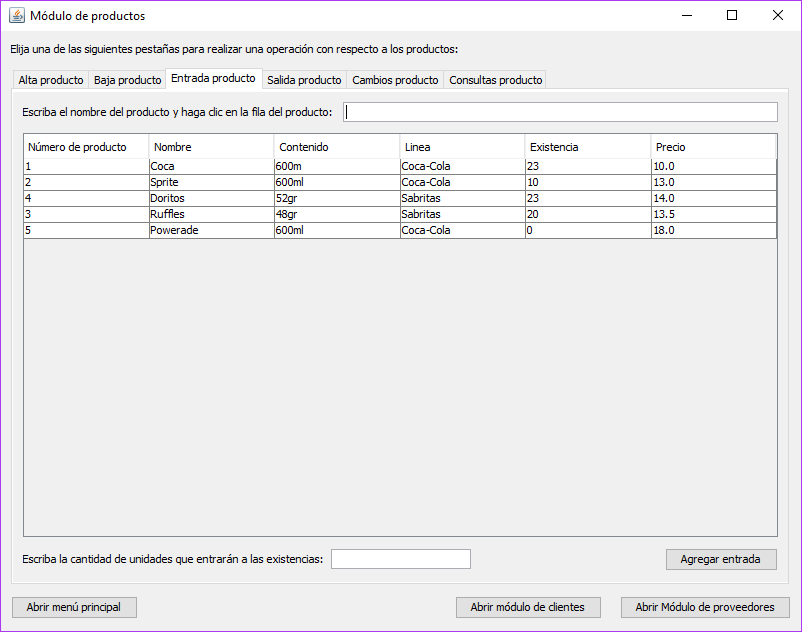 Módulo de productos
Elija una de las siguientes pestañas para realizar una operación con respecto a los productos:
Alta producto Baja producto Entrada producto Salida producto Cambios producto Consultas producto
Escriba el nombre del producto y haga clic en la fila del producto:
Número de producto Nombre Contenido Linea Existencia Precio
1 Coca 600m Coca-Cola 23 10.0
2 Sprite 600ml Coca-Cola 10 13.0
4 Doritos 52gr Sabritas 23 14.0
3 Ruffles 48gr Sabritas 20 13.5
5 Powerade 600ml Coca-Cola 0 18.0
Escriba la cantidad de unidades que entrarán a las existencias: Agregar entrada
Abrir menú principal Abrir módulo de clientes Abrir Módulo de proveedores